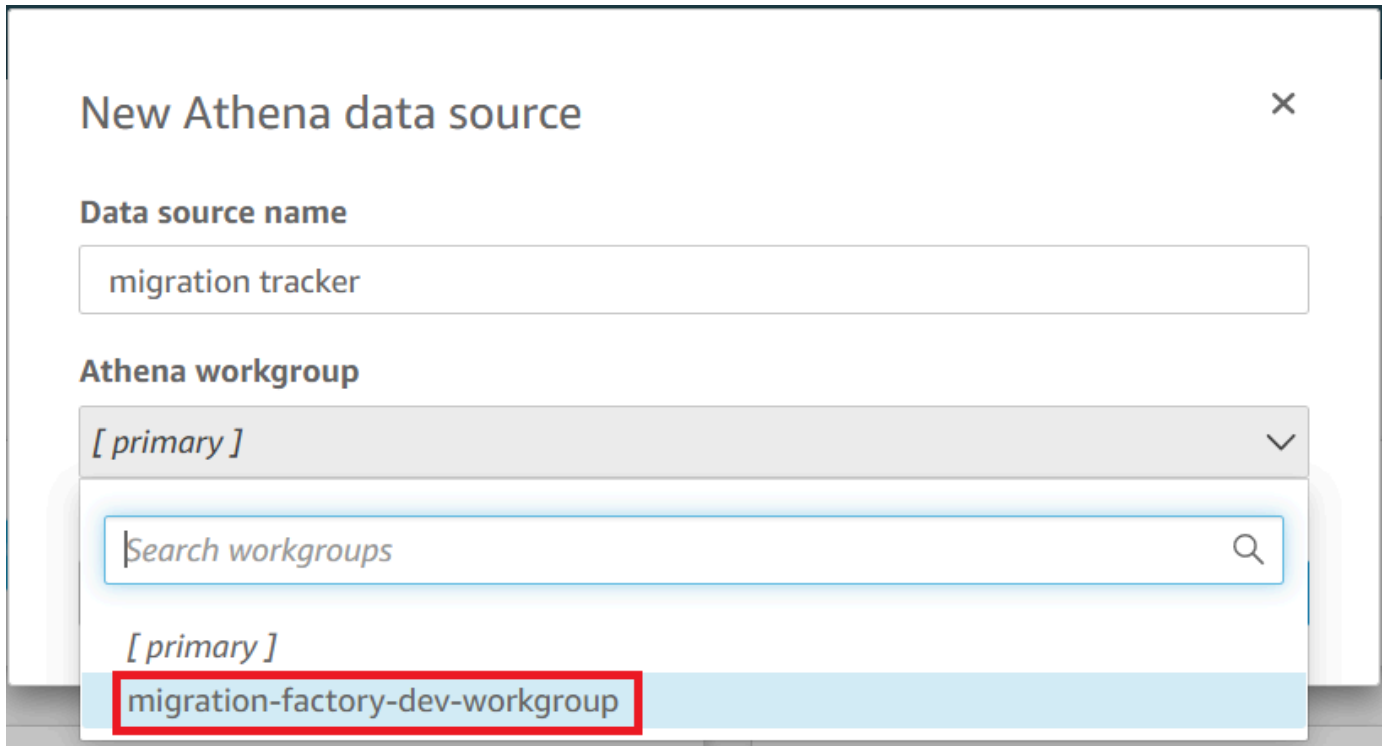 New Athena data source
Data source name
migration tracker
Athena workgroup
[ primary ]
Search workgroups
[ primary ]
migration-factory-dev-workgroup